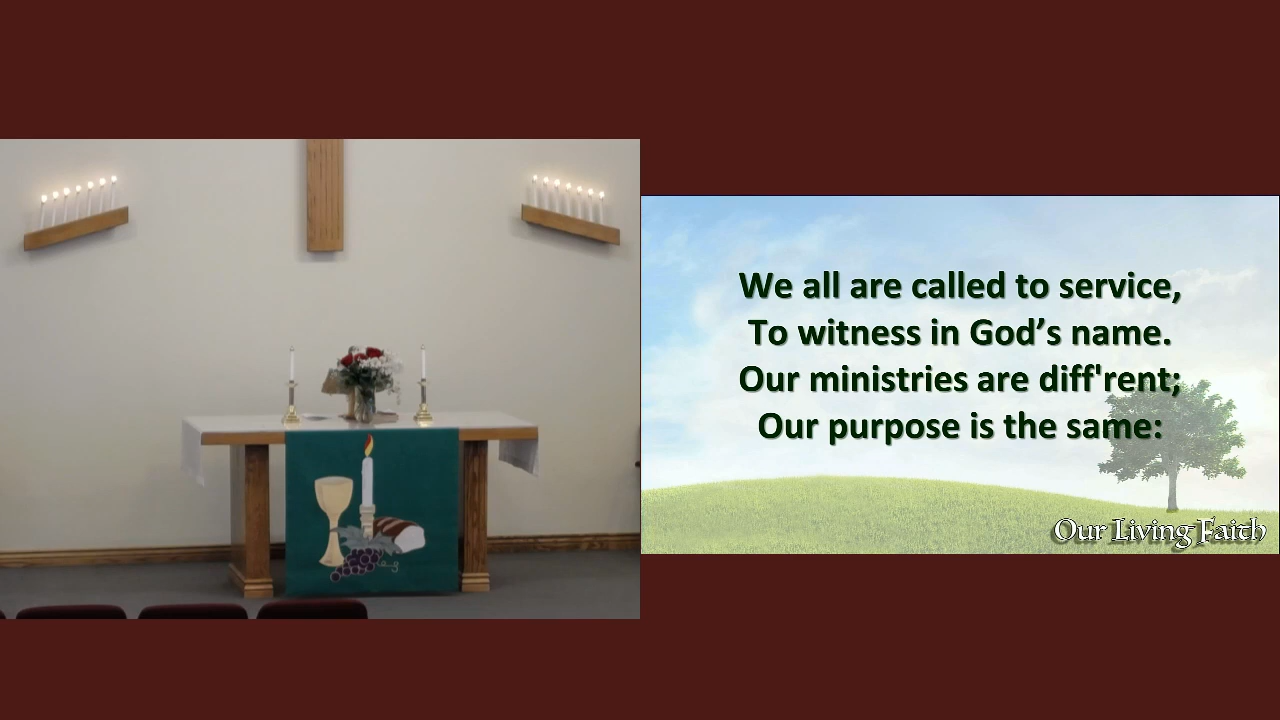 We all are called to service,
To witness in God’s name.
Our ministries are diff'rent;
Our purpose is the same:
Our Living Faith